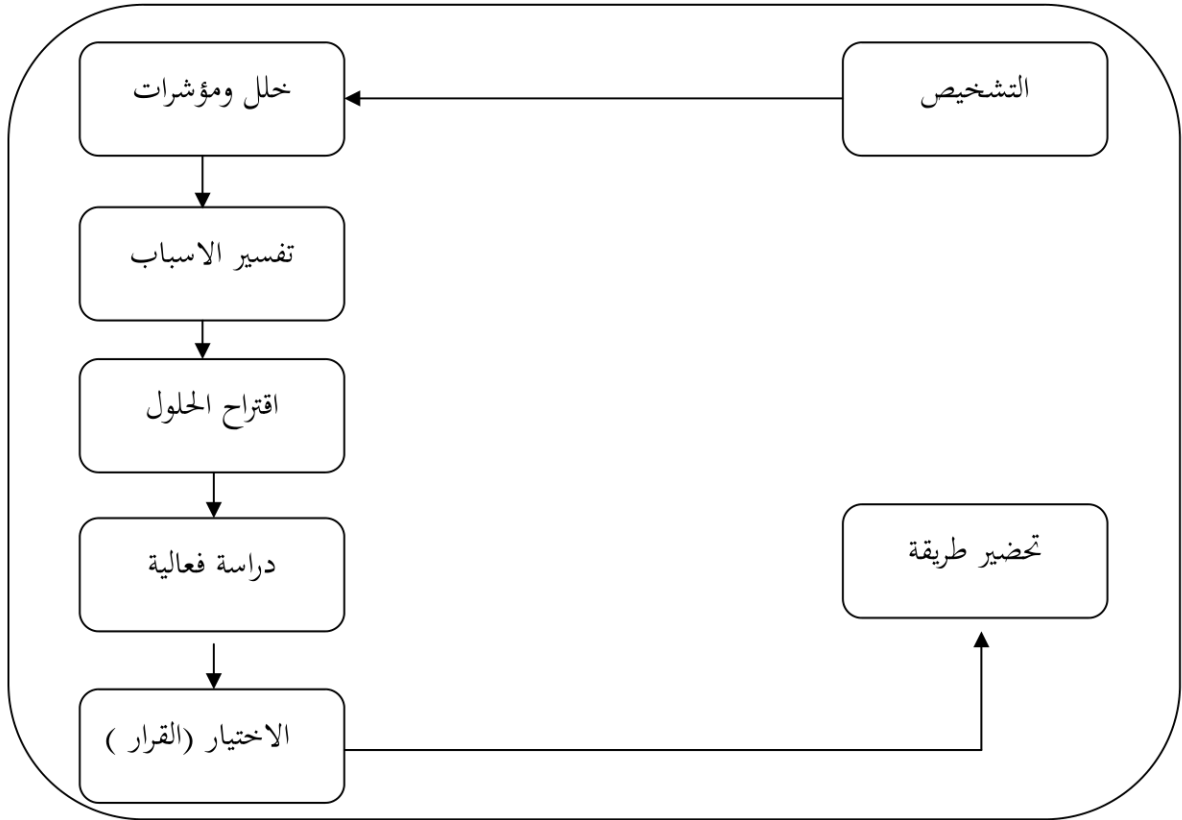 التشخيص
خلل ومؤشرات
تفسير الاسباب
اقتراح الحلول
دراسة فعالية
الاختيار (القرار )
تحضير طريقة